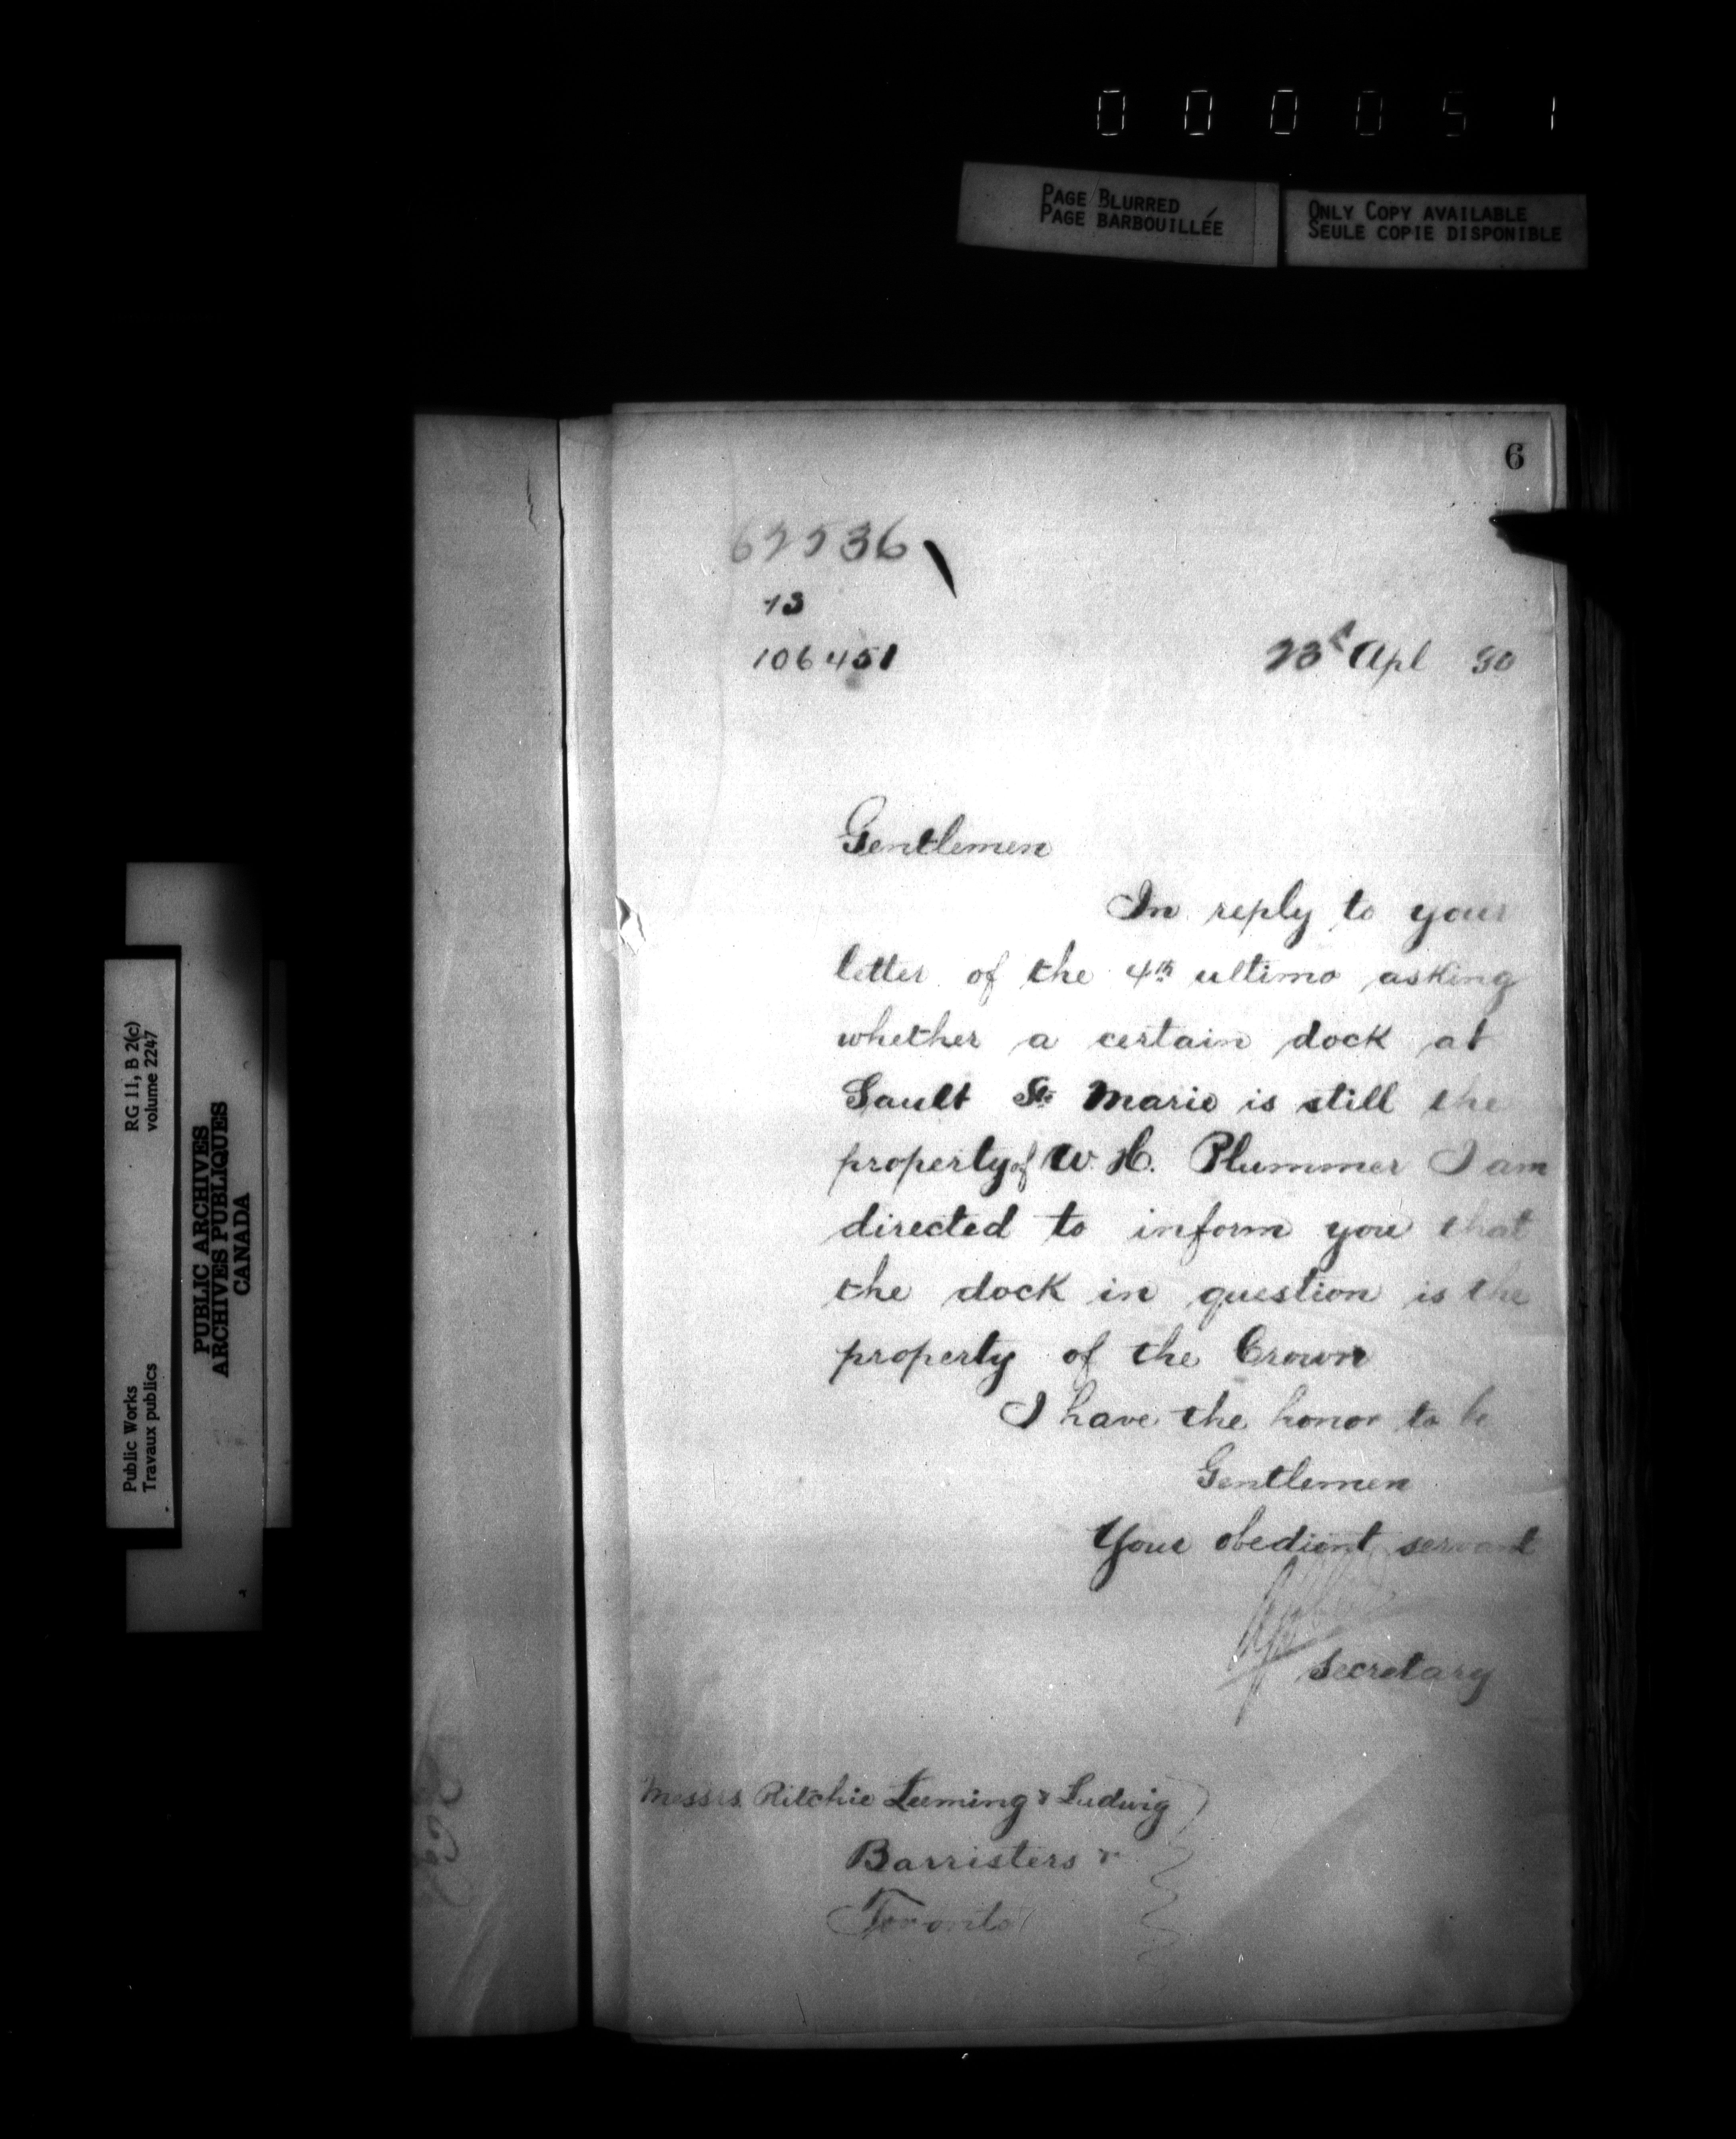 0 0 0 0 5 1
PAGE BLURRED
PAGE BARBOUILLÉE
ONLY COPY AVAILABLE
SEULE COPIE DISPONIBLE
6
13
106451
23d Apl 90
Gentlemen
In reply to your
letter of the 4th ultimo asking
whether a certain dock at
Sault Ste Marie is still the
property of W. H. Plummer I am
directed to inform you that
the dock in question is the
property of the Crown
I have the honor to be
Gentlemen
Your obedient servant
Secretary
Messrs Ritchie Leeming & Ludwig
Barristers &
Toronto
RG 11, B 2(c)
volume 2247
Public Works
Travaux publics
PUBLIC ARCHIVES
ARCHIVES PUBLIQUES
CANADA